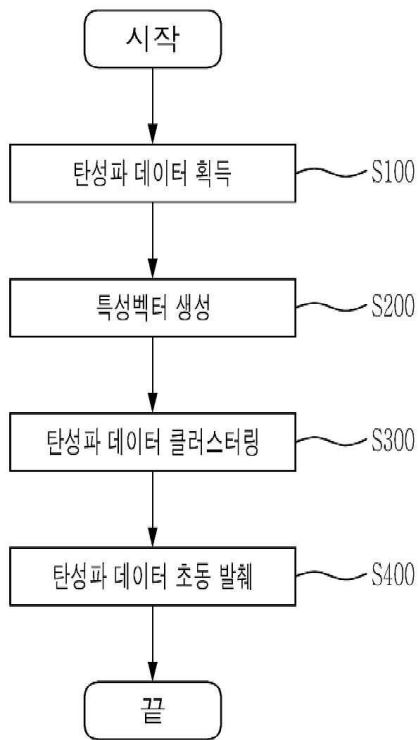 시작
탄성파 데이터 획득
S100
특성벡터 생성
S200
탄성파 데이터 클러스터링
S300
탄성파 데이터 초동 발췌
S400
끝